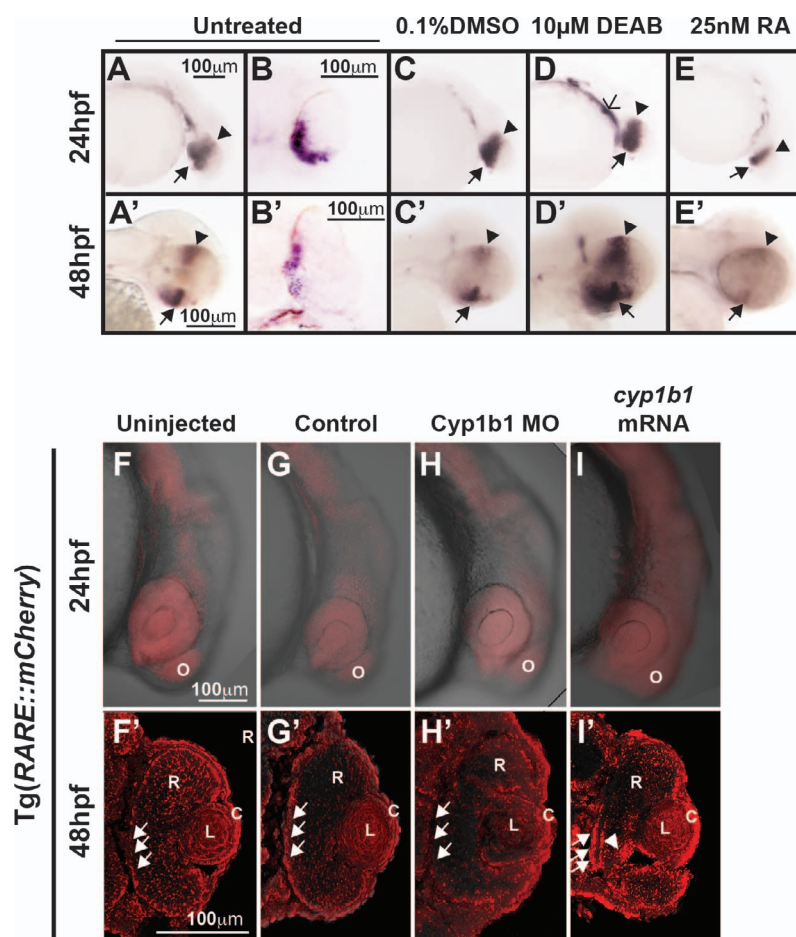 Untreated 0.1%DMSO 10µM DEAB 25nM RA
24hpf
A 100µm B 100µm C D E
48hpf
A' 100µm B' 100µm C' D' E'
cyp1b1
Uninjected Control Cyp1b1 MO mRNA
Tg(RARE::mCherry)
24hpf
F G H I
O O O O
100µm
48hpf
F' R G' H' I'
R R R R
C C C C
L L L L
100µm